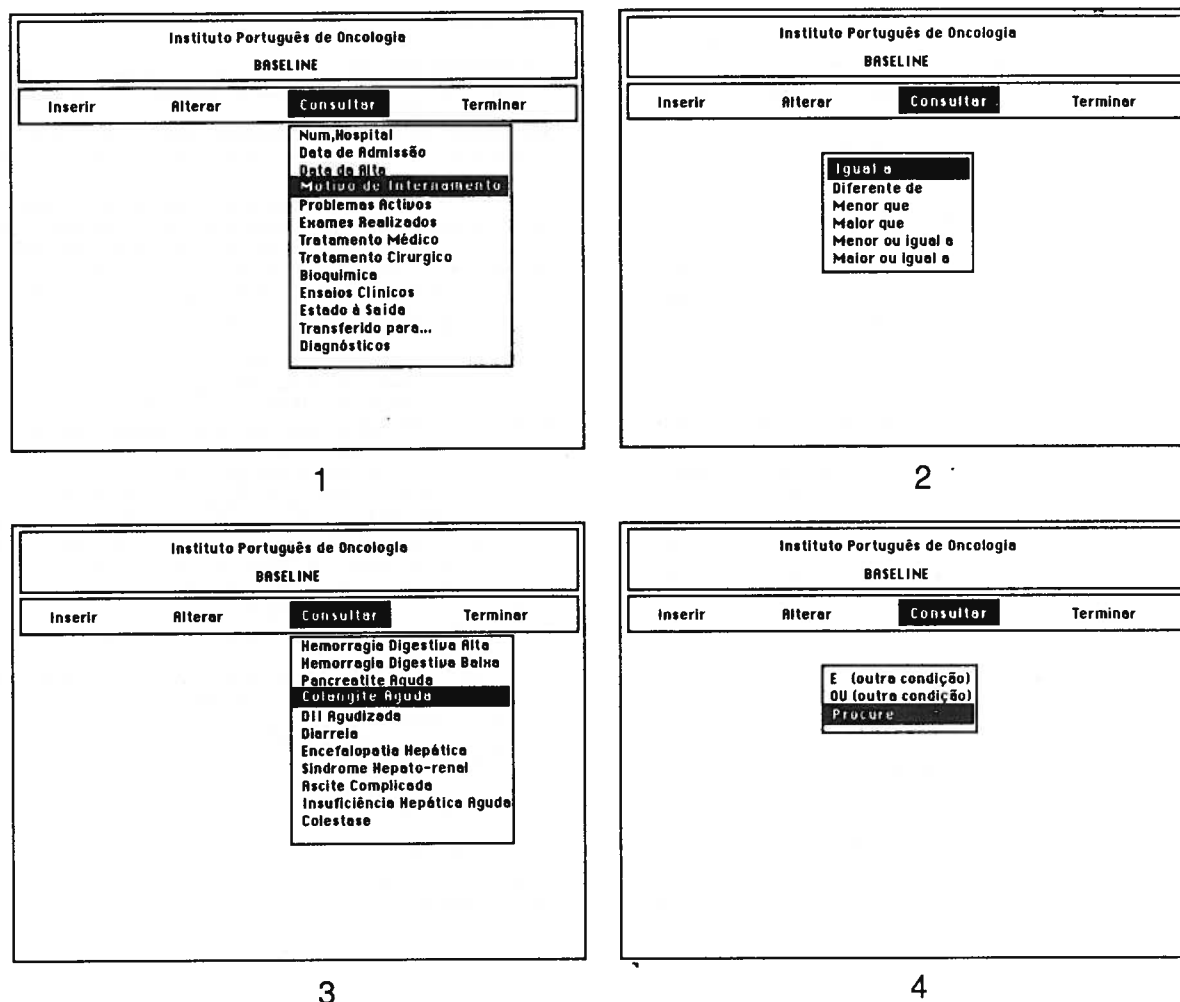 Instituto Português de Oncologia
BASELINE
Inserir Alterar Consultar Terminar
Num,Hospital
Data de Admissão
Data da Alta
Motivo de Internamento
Problemas Activos
Exames Realizados
Tratamento Médico
Tratamento Cirurgico
Bioquímica
Ensaios Clínicos
Estado à Saída
Transferido para...
Diagnósticos
1
Instituto Português de Oncologia
BASELINE
Inserir Alterar Consultar Terminar
Igual a
Diferente de
Menor que
Maior que
Menor ou igual a
Maior ou igual a
2
Instituto Português de Oncologia
BASELINE
Inserir Alterar Consultar Terminar
Hemorragia Digestiva Alta
Hemorragia Digestiva Baixa
Pancreatite Aguda
Colangite Aguda
DII Agudizada
Diarreia
Encefalopatia Hepática
Síndrome Hepato-renal
Ascite Complicada
Insuficiência Hepática Aguda
Colestase
3
Instituto Português de Oncologia
BASELINE
Inserir Alterar Consultar Terminar
E (outra condição)
OU (outra condição)
Procure
4